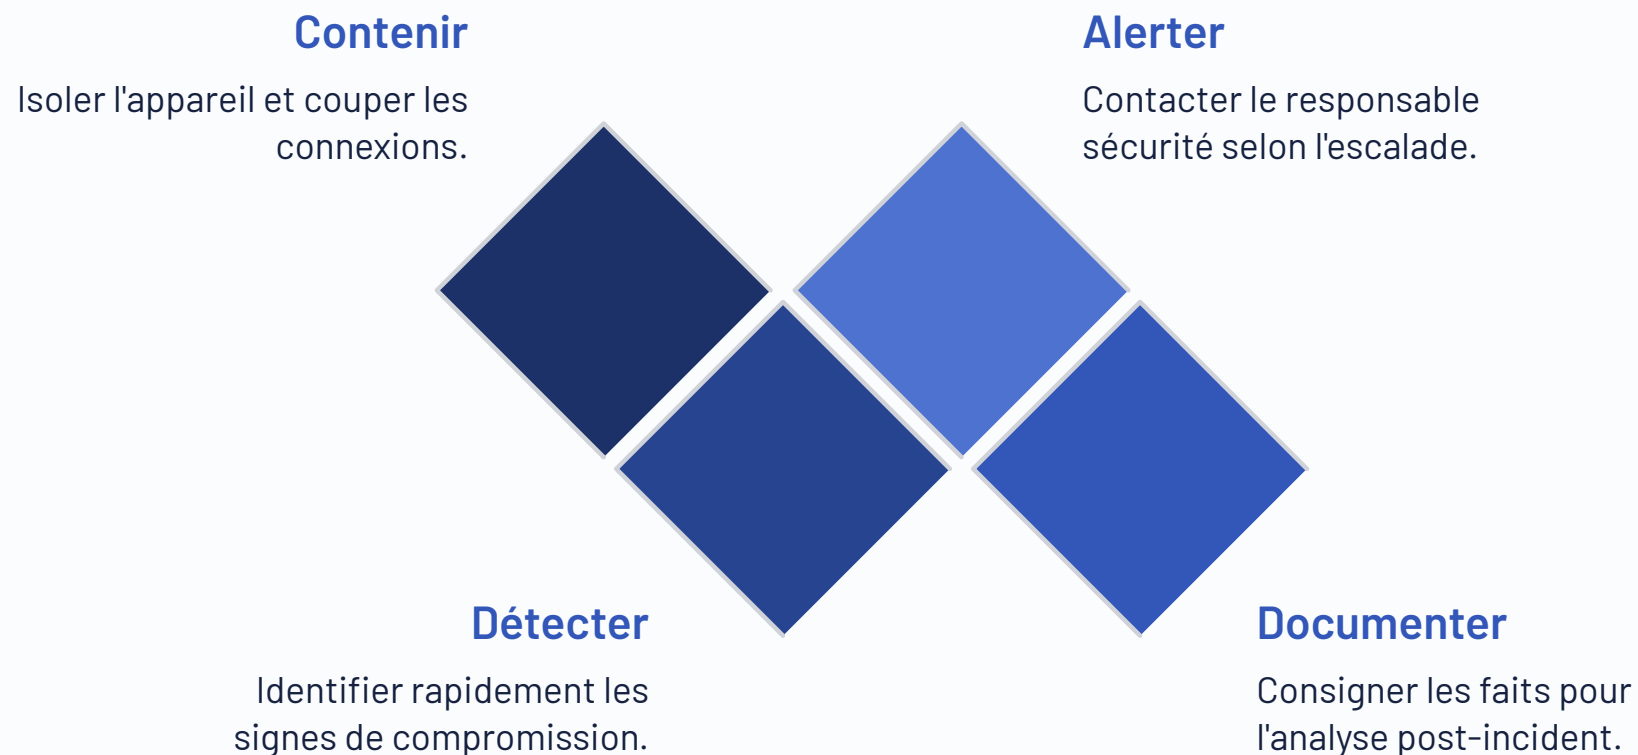 Contenir
Isoler l'appareil et couper les
connexions.
Alerter
Contacter le responsable
sécurité selon l'escalade.
Détecter
Identifier rapidement les
signes de compromission.
Documenter
Consigner les faits pour
l'analyse post-incident.